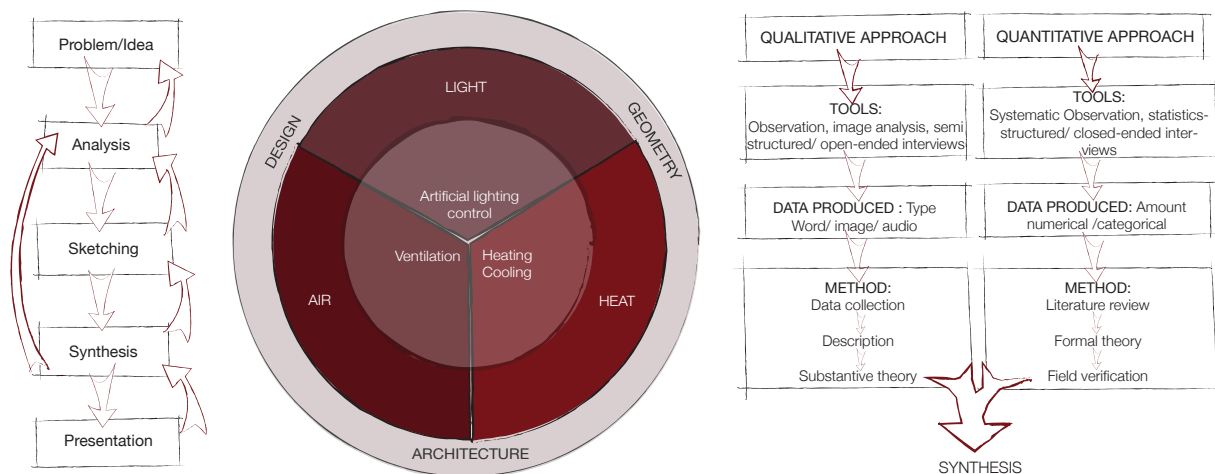 Problem/Idea
Analysis
Sketching
Synthesis
Presentation
DESIGN
GEOMETRY
ARCHITECTURE
LIGHT
AIR
HEAT
Artificial lighting
control
Ventilation
Heating
Cooling
QUALITATIVE APPROACH
TOOLS:
Observation, image analysis, semi
structured/ open-ended interviews
DATA PRODUCED : Type
Word/ image/ audio
METHOD:
Data collection
Description
Substantive theory
QUANTITATIVE APPROACH
TOOLS:
Systematic Observation, statistics-
structured/ closed-ended inter-
views
DATA PRODUCED: Amount
numerical /categorical
METHOD:
Literature review
Formal theory
Field verification
SYNTHESIS